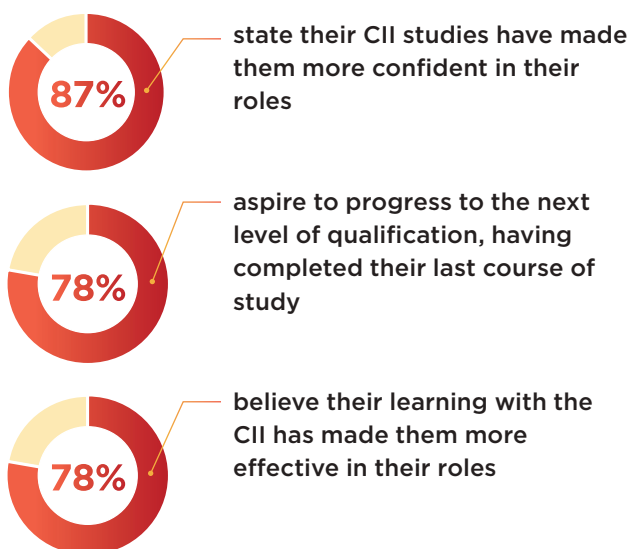 87%
state their CII studies have made
them more confident in their
roles
78%
aspire to progress to the next
level of qualification, having
completed their last course of
study
78%
believe their learning with the
CII has made them more
effective in their roles